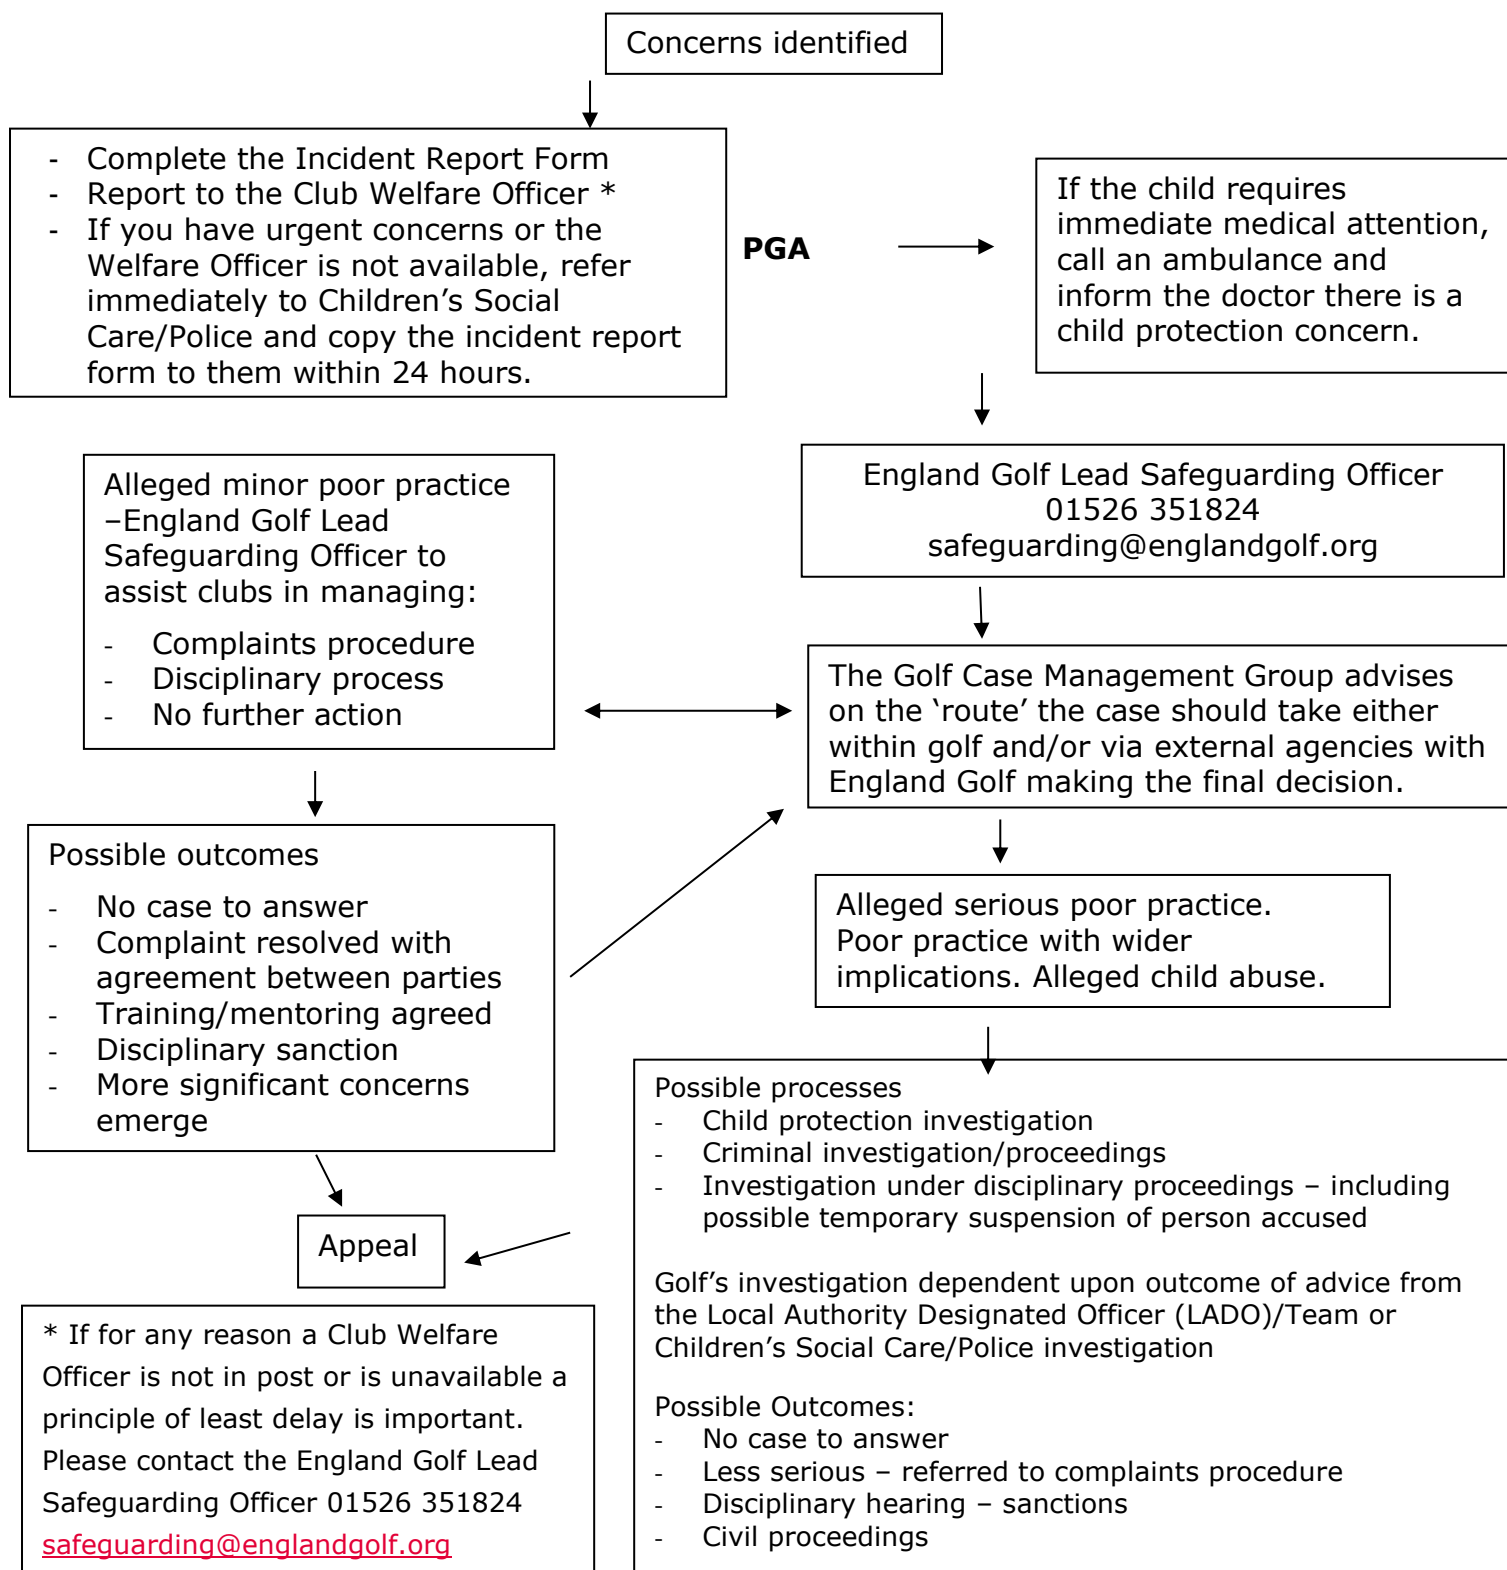 Concerns identified
- Complete the Incident Report Form
- Report to the Club Welfare Officer *
- If you have urgent concerns or the
Welfare Officer is not available, refer
immediately to Children’s Social
Care/Police and copy the incident report
form to them within 24 hours.
PGA
If the child requires
immediate medical attention,
call an ambulance and
inform the doctor there is a
child protection concern.
England Golf Lead Safeguarding Officer
01526 351824
safeguarding@englandgolf.org
Alleged minor poor practice
–England Golf Lead
Safeguarding Officer to
assist clubs in managing:
- Complaints procedure
- Disciplinary process
- No further action
The Golf Case Management Group advises
on the ‘route’ the case should take either
within golf and/or via external agencies with
England Golf making the final decision.
Possible outcomes
- No case to answer
- Complaint resolved with
agreement between parties
- Training/mentoring agreed
- Disciplinary sanction
- More significant concerns
emerge
Alleged serious poor practice.
Poor practice with wider
implications. Alleged child abuse.
Possible processes
- Child protection investigation
- Criminal investigation/proceedings
- Investigation under disciplinary proceedings – including
possible temporary suspension of person accused
Golf’s investigation dependent upon outcome of advice from
the Local Authority Designated Officer (LADO)/Team or
Children’s Social Care/Police investigation
Possible Outcomes:
- No case to answer
- Less serious – referred to complaints procedure
- Disciplinary hearing – sanctions
- Civil proceedings
Appeal
* If for any reason a Club Welfare
Officer is not in post or is unavailable a
principle of least delay is important.
Please contact the England Golf Lead
Safeguarding Officer 01526 351824
safeguarding@englandgolf.org